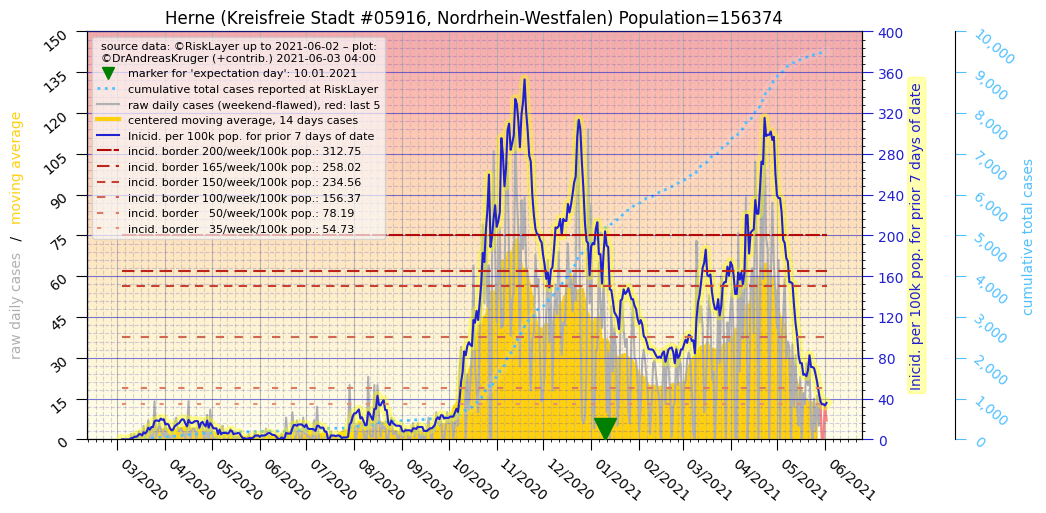 Herne (Kreisfreie Stadt #05916, Nordrhein-Westfalen) Population=156374
source data: ©RiskLayer up to 2021-06-02 – plot:
©DrAndreasKruger (+contrib.) 2021-06-03 04:00
marker for 'expectation day': 10.01.2021
cumulative total cases reported at RiskLayer
raw daily cases (weekend-flawed), red: last 5
centered moving average, 14 days cases
Inicid. per 100k pop. for prior 7 days of date
incid. border 200/week/100k pop.: 312.75
incid. border 165/week/100k pop.: 258.02
incid. border 150/week/100k pop.: 234.56
incid. border 100/week/100k pop.: 156.37
incid. border   50/week/100k pop.: 78.19
incid. border   35/week/100k pop.: 54.73
raw daily cases / moving average
150
135
120
105
90
75
60
45
30
15
0
400
360
320
280
240
200
160
120
80
40
0
Inicid. per 100k pop. for prior 7 days of date
10,000
9,000
8,000
7,000
6,000
5,000
4,000
3,000
2,000
1,000
0
cumulative total cases
03/2020
04/2020
05/2020
06/2020
07/2020
08/2020
09/2020
10/2020
11/2020
12/2020
01/2021
02/2021
03/2021
04/2021
05/2021
06/2021